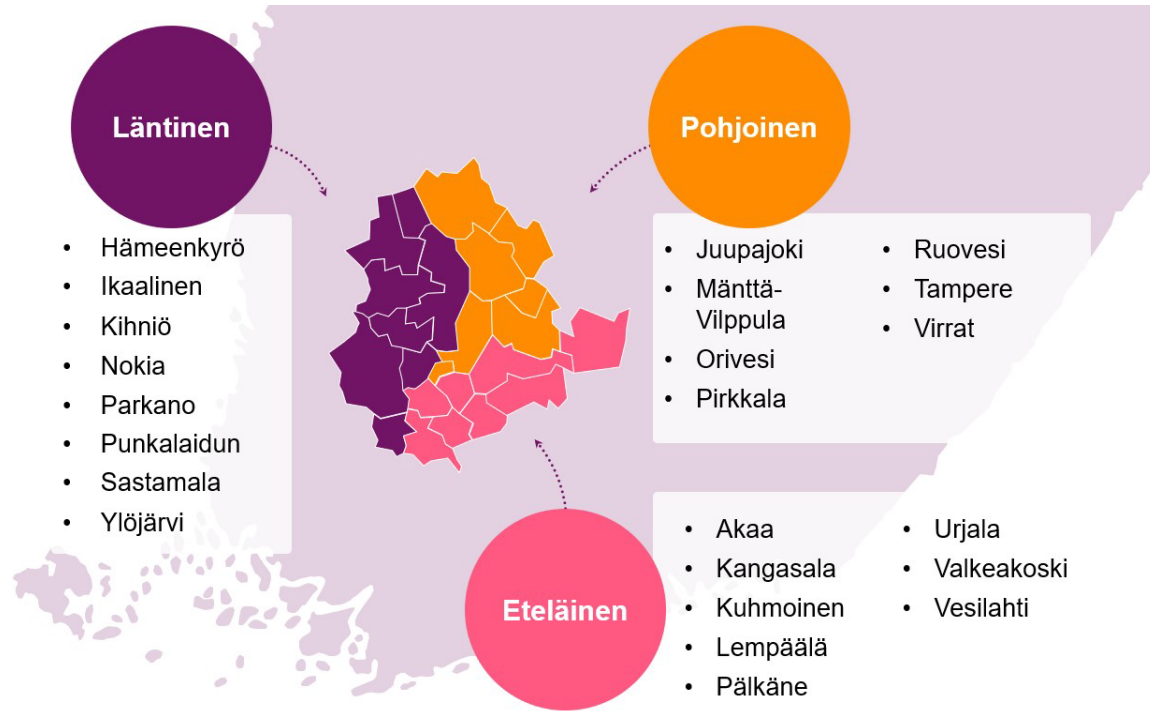 Läntinen
• Hämeenkyrö
• Ikaalinen
• Kihniö
• Nokia
• Parkano
• Punkalaidun
• Sastamala
• Ylöjärvi
Pohjoinen
• Juupajoki
• Mänttä-
Vilppula
• Orivesi
• Pirkkala
• Ruovesi
• Tampere
• Virrat
Eteläinen
• Akaa
• Kangasala
• Kuhmoinen
• Lempäälä
• Pälkäne
• Urjala
• Valkeakoski
• Vesilahti